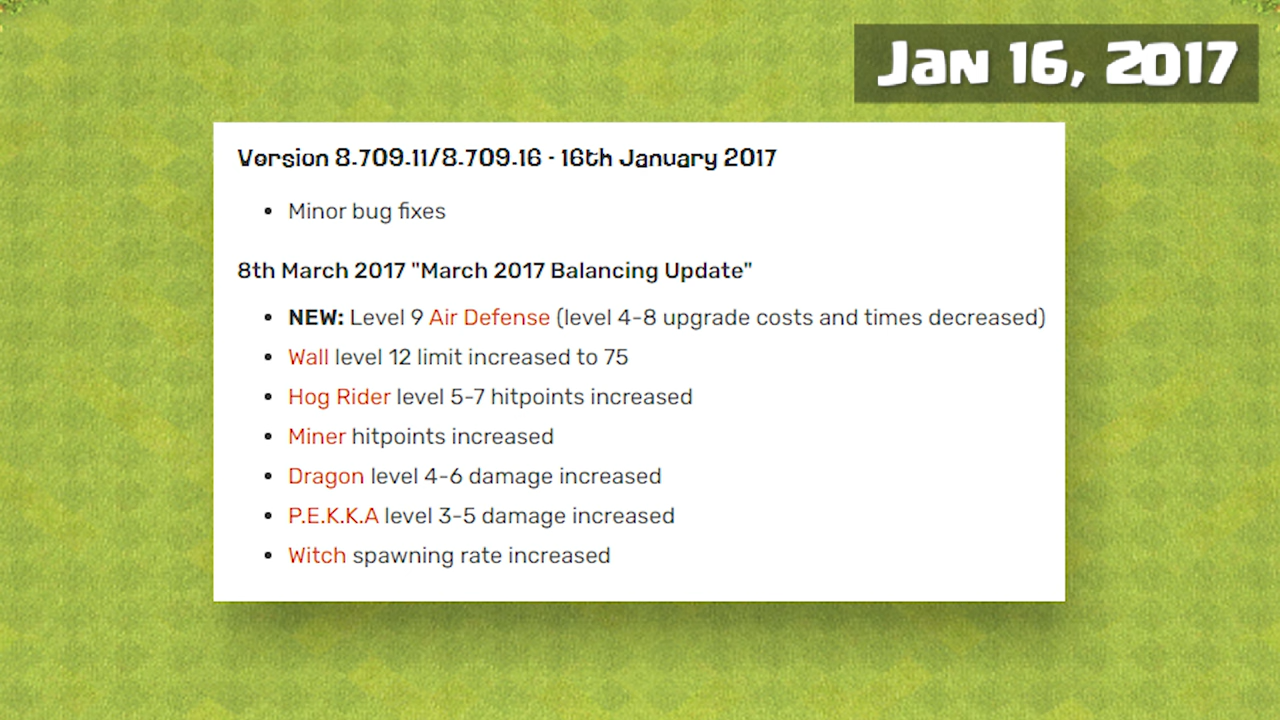 Jan 16, 2017
Version 8.709.11/8.709.16 - 16th January 2017
• Minor bug fixes
8th March 2017 "March 2017 Balancing Update"
• NEW: Level 9 Air Defense (level 4-8 upgrade costs and times decreased)
• Wall level 12 limit increased to 75
• Hog Rider level 5-7 hitpoints increased
• Miner hitpoints increased
• Dragon level 4-6 damage increased
• P.E.K.K.A level 3-5 damage increased
• Witch spawning rate increased